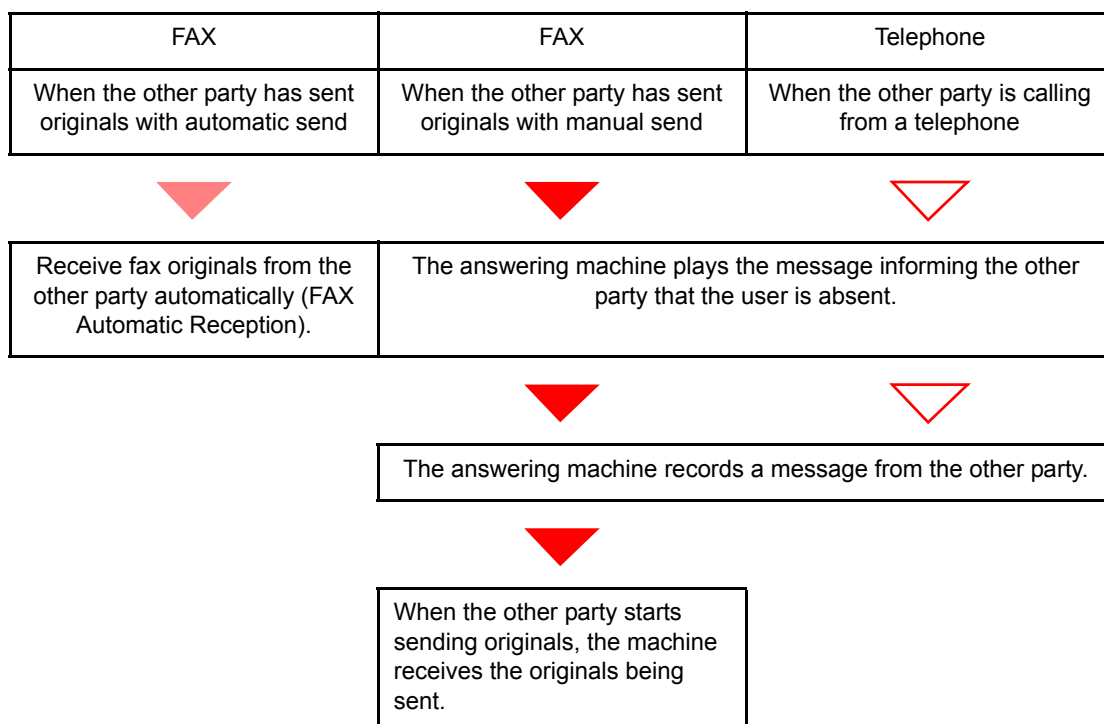 FAX
FAX
Telephone
When the other party has sent
originals with automatic send
When the other party has sent
originals with manual send
When the other party is calling
from a telephone
Receive fax originals from the
other party automatically (FAX
Automatic Reception).
The answering machine plays the message informing the other
party that the user is absent.
The answering machine records a message from the other party.
When the other party starts
sending originals, the machine
receives the originals being
sent.